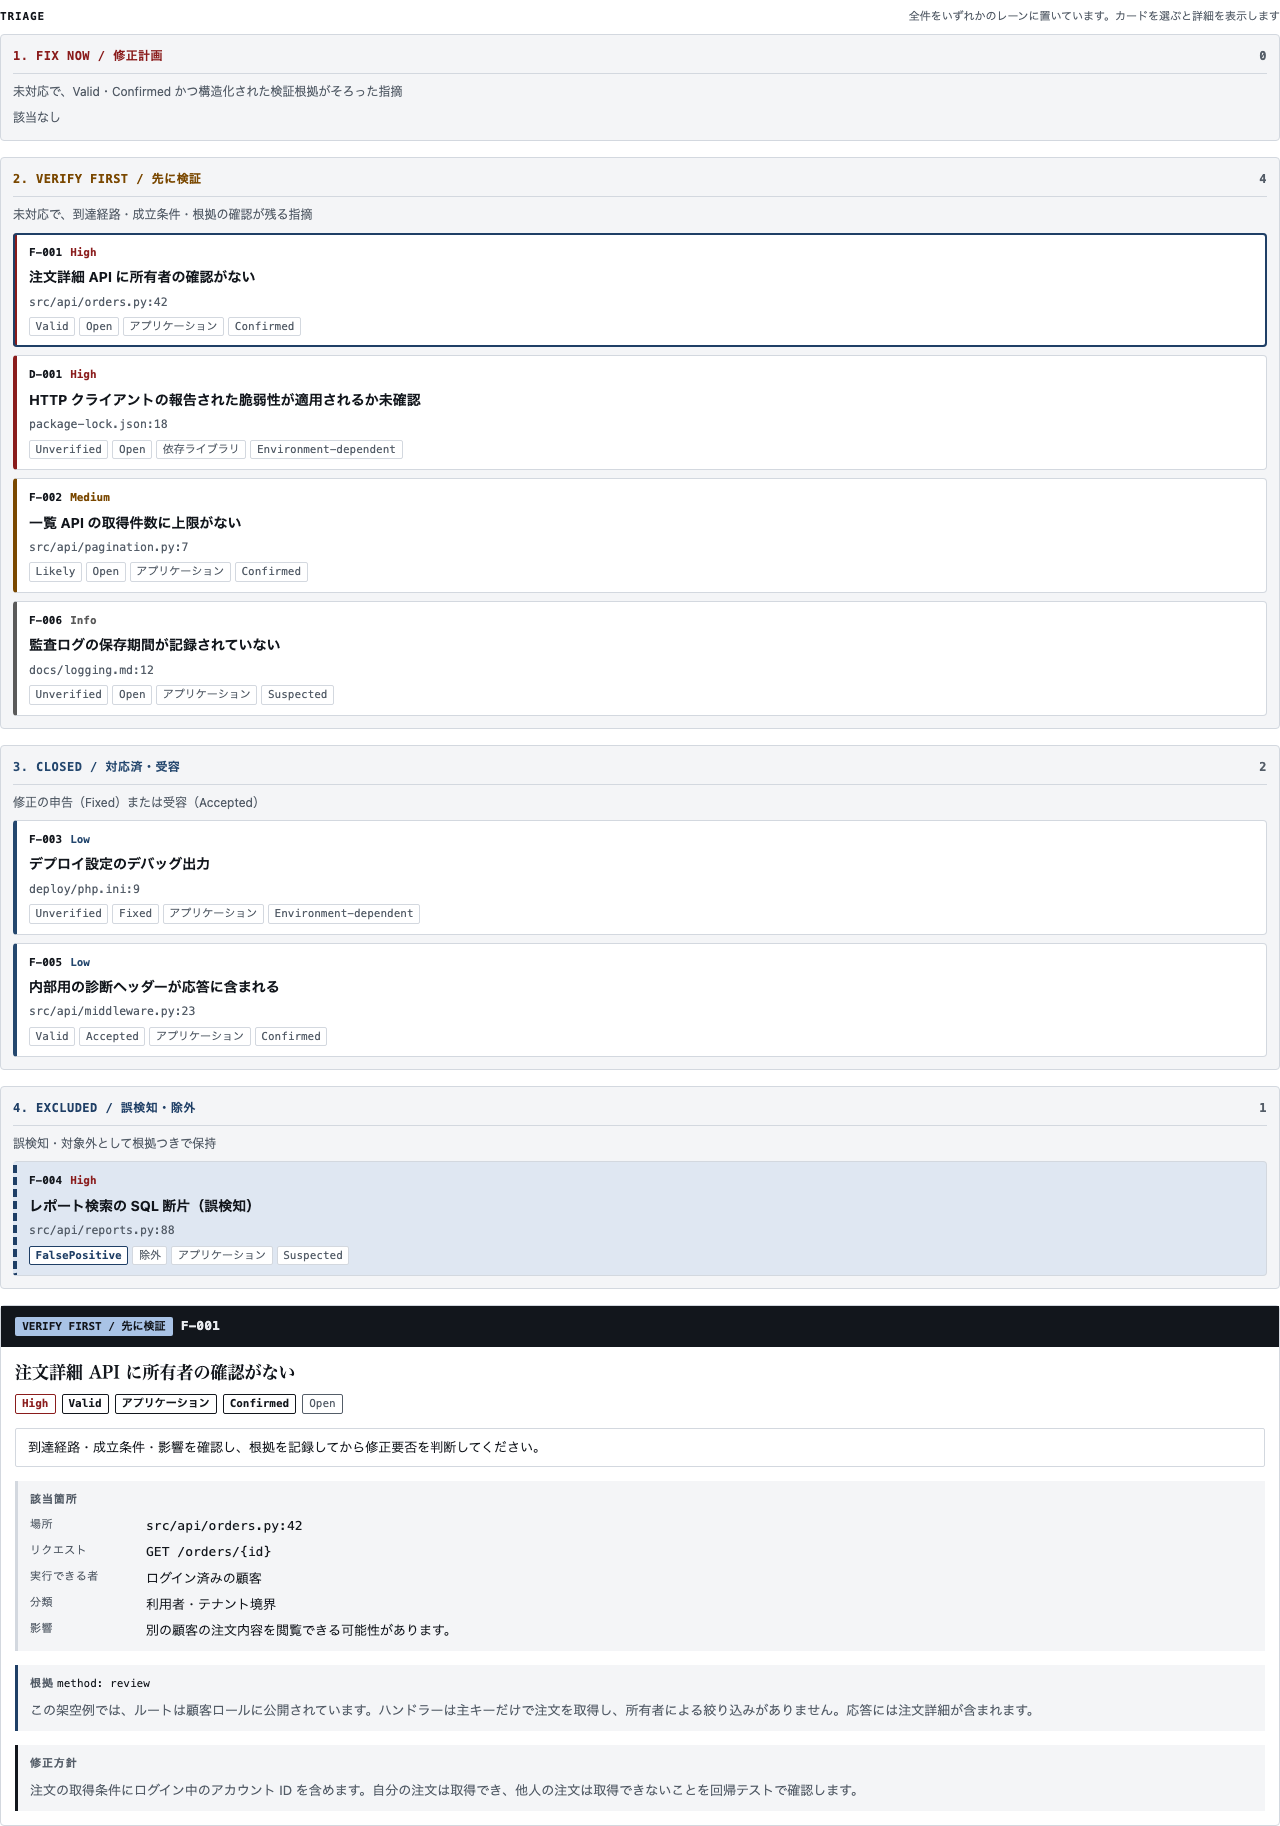 TRIAGE
全件をいずれかのレーンに置いています。カードを選ぶと詳細を表示します
1. FIX NOW / 修正計画
0
未対応で、Valid・Confirmed かつ構造化された検証根拠がそろった指摘
該当なし
2. VERIFY FIRST / 先に検証
4
未対応で、到達経路・成立条件・根拠の確認が残る指摘
F-001 High
注文詳細 API に所有者の確認がない
src/api/orders.py:42
Valid Open アプリケーション Confirmed
D-001 High
HTTP クライアントの報告された脆弱性が適用されるか未確認
package-lock.json:18
Unverified Open 依存ライブラリ Environment-dependent
F-002 Medium
一覧 API の取得件数に上限がない
src/api/pagination.py:7
Likely Open アプリケーション Confirmed
F-006 Info
監査ログの保存期間が記録されていない
docs/logging.md:12
Unverified Open アプリケーション Suspected
3. CLOSED / 対応済・受容
2
修正の申告（Fixed）または受容（Accepted）
F-003 Low
デプロイ設定のデバッグ出力
deploy/php.ini:9
Unverified Fixed アプリケーション Environment-dependent
F-005 Low
内部用の診断ヘッダーが応答に含まれる
src/api/middleware.py:23
Valid Accepted アプリケーション Confirmed
4. EXCLUDED / 誤検知・除外
1
誤検知・対象外として根拠つきで保持
F-004 High
レポート検索の SQL 断片（誤検知）
src/api/reports.py:88
FalsePositive 除外 アプリケーション Suspected
VERIFY FIRST / 先に検証 F-001
注文詳細 API に所有者の確認がない
High Valid アプリケーション Confirmed Open
到達経路・成立条件・影響を確認し、根拠を記録してから修正要否を判断してください。
該当箇所
場所 src/api/orders.py:42
リクエスト GET /orders/{id}
実行できる者 ログイン済みの顧客
分類 利用者・テナント境界
影響 別の顧客の注文内容を閲覧できる可能性があります。
根拠 method: review
この架空例では、ルートは顧客ロールに公開されています。ハンドラーは主キーだけで注文を取得し、所有者による絞り込みがありません。応答には注文詳細が含まれます。
修正方針
注文の取得条件にログイン中のアカウント ID を含めます。自分の注文は取得でき、他人の注文は取得できないことを回帰テストで確認します。